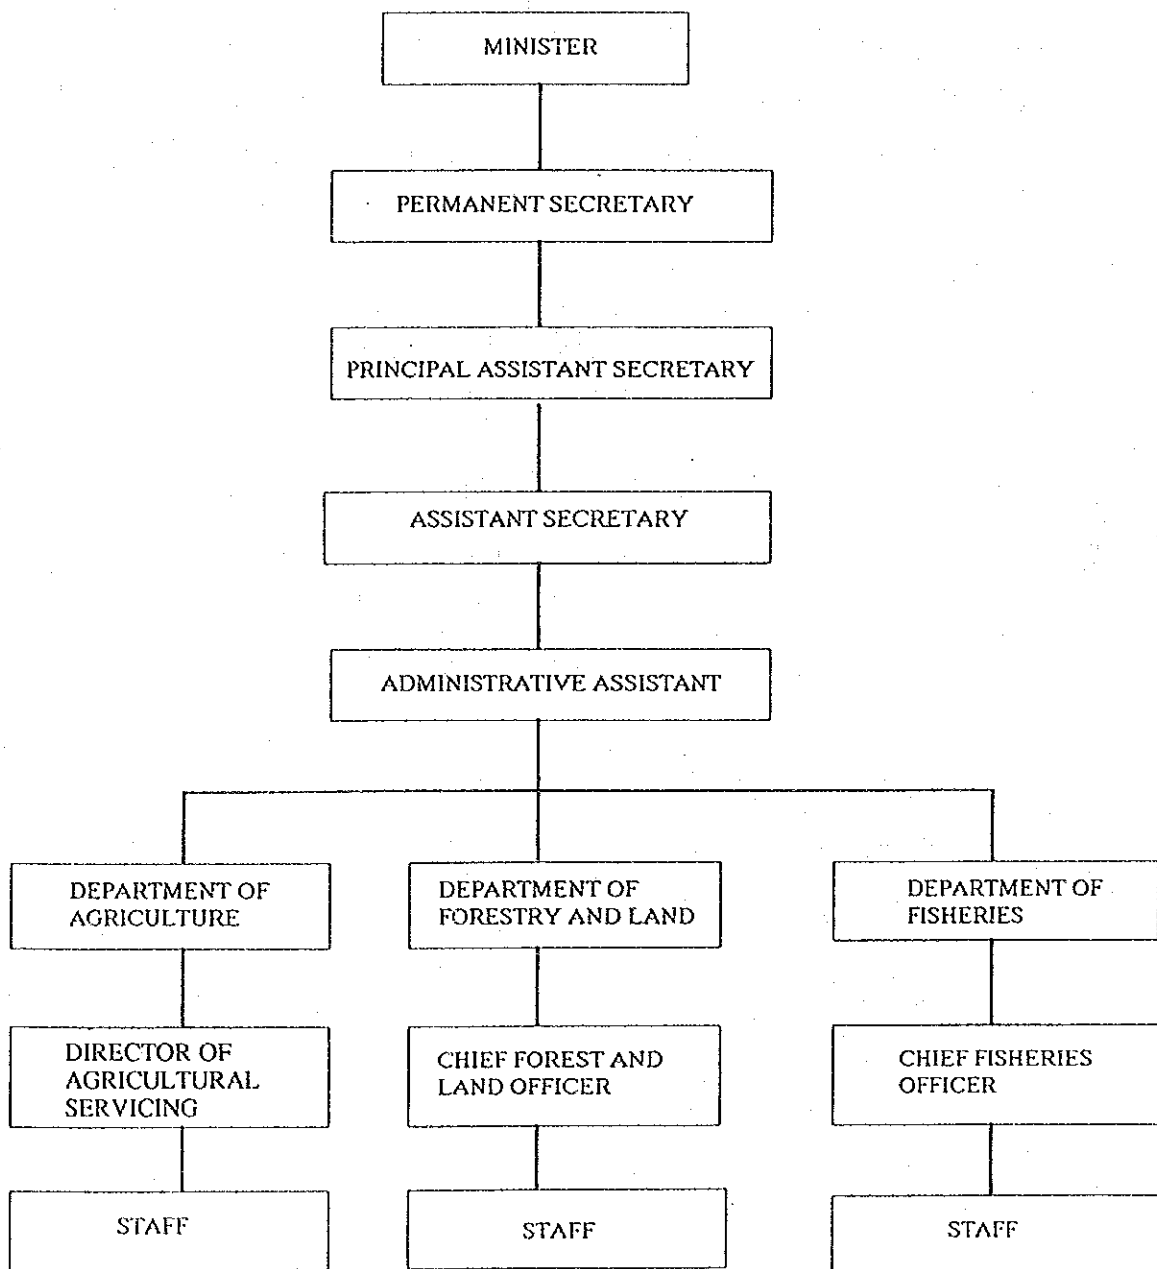 MINISTER
PERMANENT SECRETARY
PRINCIPAL ASSISTANT SECRETARY
ASSISTANT SECRETARY
ADMINISTRATIVE ASSISTANT
DEPARTMENT OF
AGRICULTURE
DEPARTMENT OF
FORESTRY AND LAND
DEPARTMENT OF
FISHERIES
DIRECTOR OF
AGRICULTURAL
SERVICING
CHIEF FOREST AND
LAND OFFICER
CHIEF FISHERIES
OFFICER
STAFF
STAFF
STAFF